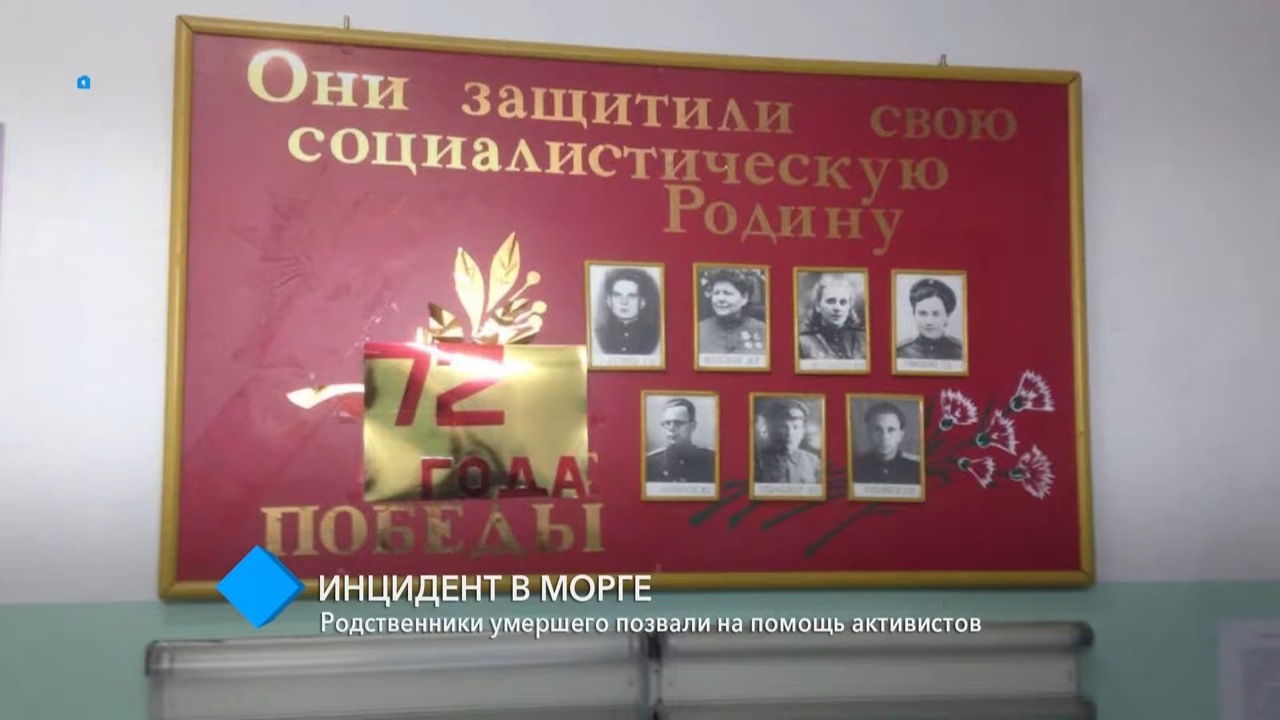 Они защитили свою
социалистическую
Родину
72
ГОДА
ПОБЕДЫ
ИНЦИДЕНТ В МОРГЕ
Родственники умершего позвали на помощь активистов